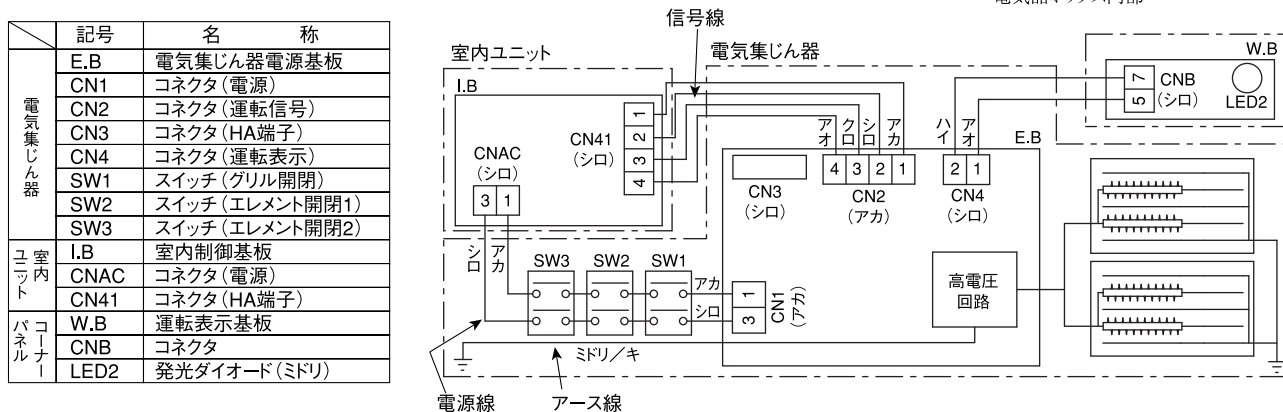 記号 名 称
電気集じん器
E.B 電気集じん器電源基板
CN1 コネクタ(電源)
CN2 コネクタ(運転信号)
CN3 コネクタ(HA端子)
CN4 コネクタ(運転表示)
SW1 スイッチ(グリル開閉)
SW2 スイッチ(エレメント開閉1)
SW3 スイッチ(エレメント開閉2)
室内ユニット
I.B 室内制御基板
CNAC コネクタ(電源)
CN41 コネクタ(HA端子)
コーナーパネル
W.B 運転表示基板
CNB コネクタ
LED2 発光ダイオード(ミドリ)
信号線
室内ユニット
電気集じん器
I.B
CNAC
(シロ)
3 1
CN41
(シロ)
1
2
3
4
シロ
アカ
SW3 SW2 SW1
アカ
シロ
1
3
CN1
(アカ)
ミドリ/キ
電源線
アース線
CN3
(シロ)
アオ クロ シロ アカ
4 3 2 1
CN2
(アカ)
ハイ アオ
2 1
CN4
(シロ)
E.B
高電圧
回路
W.B
7
5
CNB
(シロ)
LED2